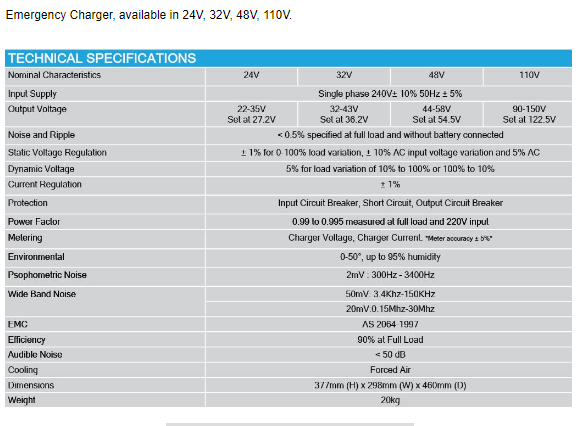 Emergency Charger, available in 24V, 32V, 48V, 110V.
TECHNICAL SPECIFICATIONS
Nominal Characteristics 24V 32V 48V 110V
Input Supply Single phase 240V± 10% 50Hz ± 5%
Output Voltage 22-35V 32-43V 44-58V 90-150V
Set at 27.2V Set at 36.2V Set at 54.5V Set at 122.5V
Noise and Ripple < 0.5% specified at full load and without battery connected
Static Voltage Regulation ± 1% for 0-100% load variation, ± 10% AC input voltage variation and 5% AC
Dynamic Voltage 5% for load variation of 10% to 100% or 100% to 10%
Current Regulation ± 1%
Protection Input Circuit Breaker, Short Circuit, Output Circuit Breaker
Power Factor 0.99 to 0.995 measured at full load and 220V input
Metering Charger Voltage, Charger Current. "Meter accuracy ± 5%"
Environmental 0-50°, up to 95% humidity
Psophometric Noise 2mV : 300Hz - 3400Hz
Wide Band Noise 50mV: 3.4Khz-150KHz
20mV:0.15Mhz-30Mhz
EMC AS 2064 1997
Efficiency 90% at Full Load
Audible Noise < 50 dB
Cooling Forced Air
Dimensions 377mm (H) x 298mm (W) x 460mm (D)
Weight 20kg